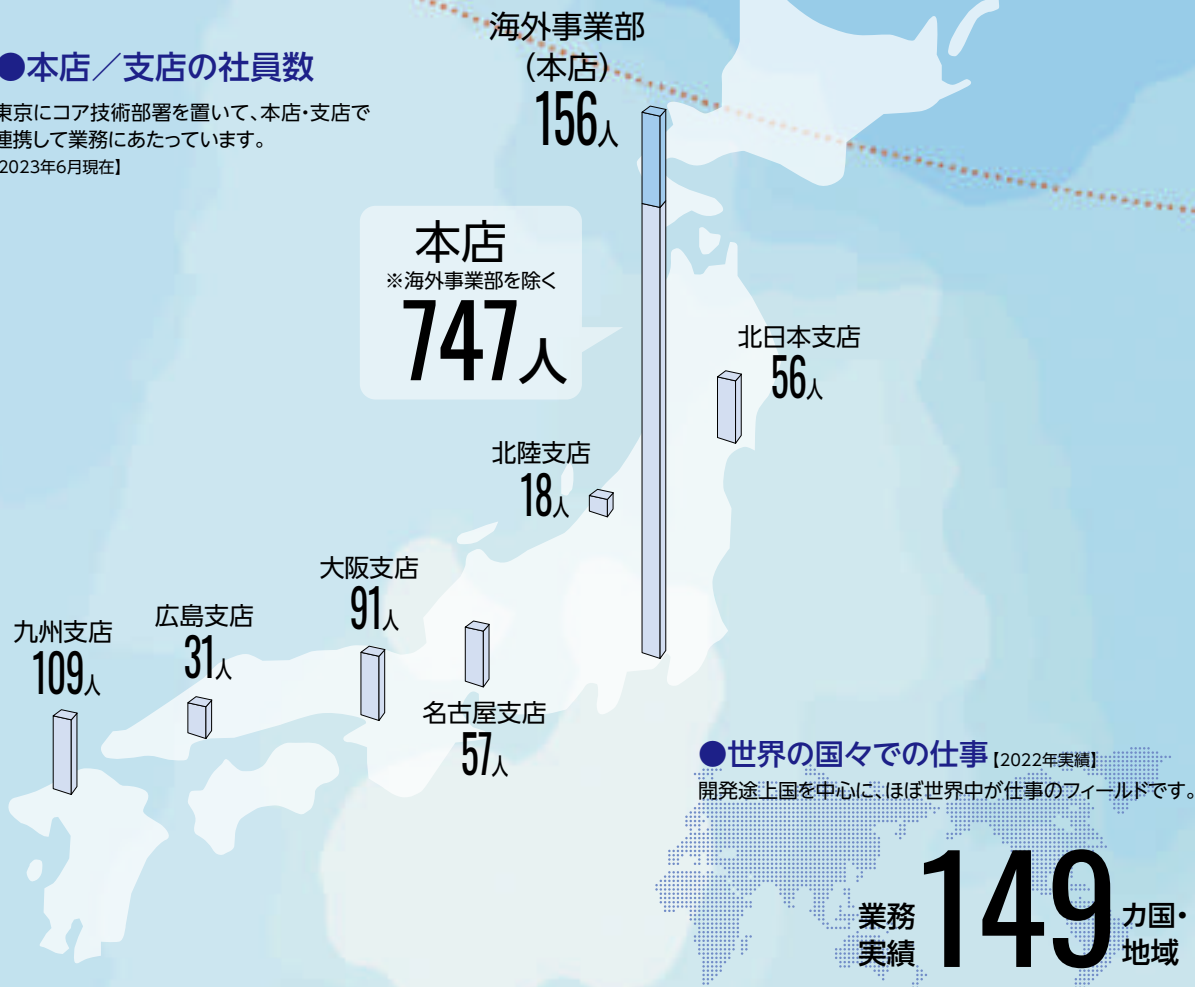 ●本店／支店の社員数
東京にコア技術部署を置いて、本店・支店で
連携して業務にあたっています。
2023年6月現在】
海外事業部
（本店）
156人
本店
※海外事業部を除く
747人
北日本支店
56人
北陸支店
18人
大阪支店
91人
広島支店
31人
九州支店
109人
名古屋支店
57人
●世界の国々での仕事【2022年実績】
開発途上国を中心に、ほぼ世界中が仕事のフィールドです。
業務
実績
149
カ国・
地域